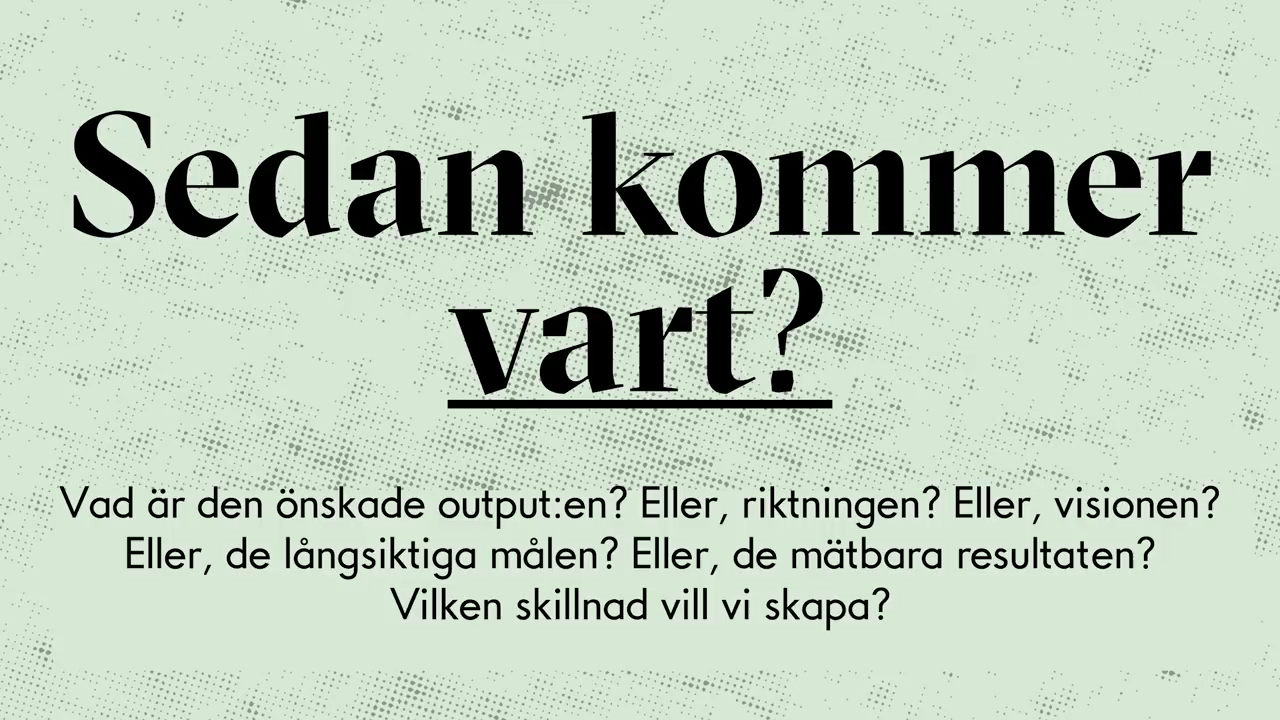 Sedan kommer
vart?
Vad är den önskade output:en? Eller, riktningen? Eller, visionen?
Eller, de långsiktiga målen? Eller, de mätbara resultaten?
Vilken skillnad vill vi skapa?